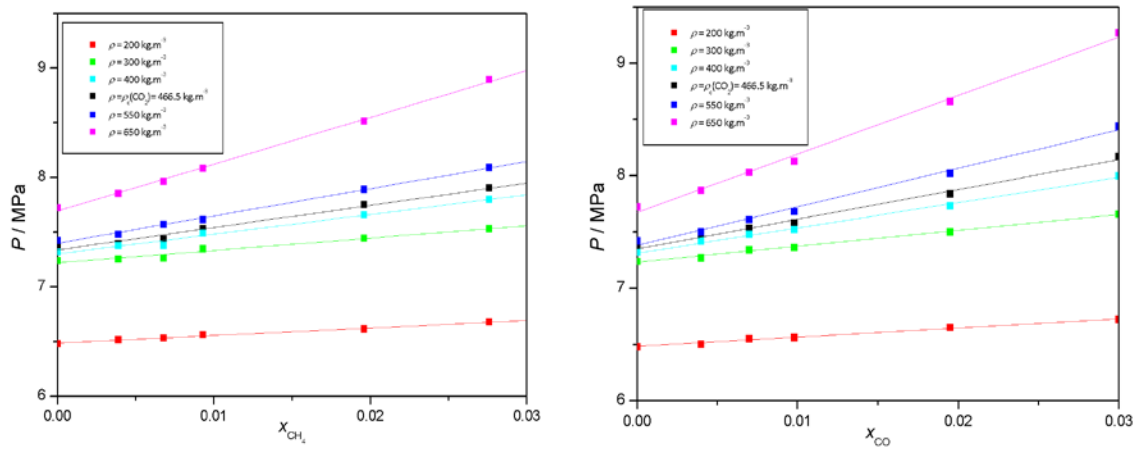 ρ = 200 kg.m⁻³
ρ = 300 kg.m⁻³
ρ = 400 kg.m⁻³
ρ=ρc(CO₂)= 466.5 kg.m⁻³
ρ = 550 kg.m⁻³
ρ = 650 kg.m⁻³
9
8
7
6
P / MPa
0.00
0.01
0.02
0.03
xCH₄
ρ = 200 kg.m⁻³
ρ = 300 kg.m⁻³
ρ = 400 kg.m⁻³
ρ=ρc(CO₂)= 466.5 kg.m⁻³
ρ = 550 kg.m⁻³
ρ = 650 kg.m⁻³
9
8
7
6
P / MPa
0.00
0.01
0.02
0.03
xCO